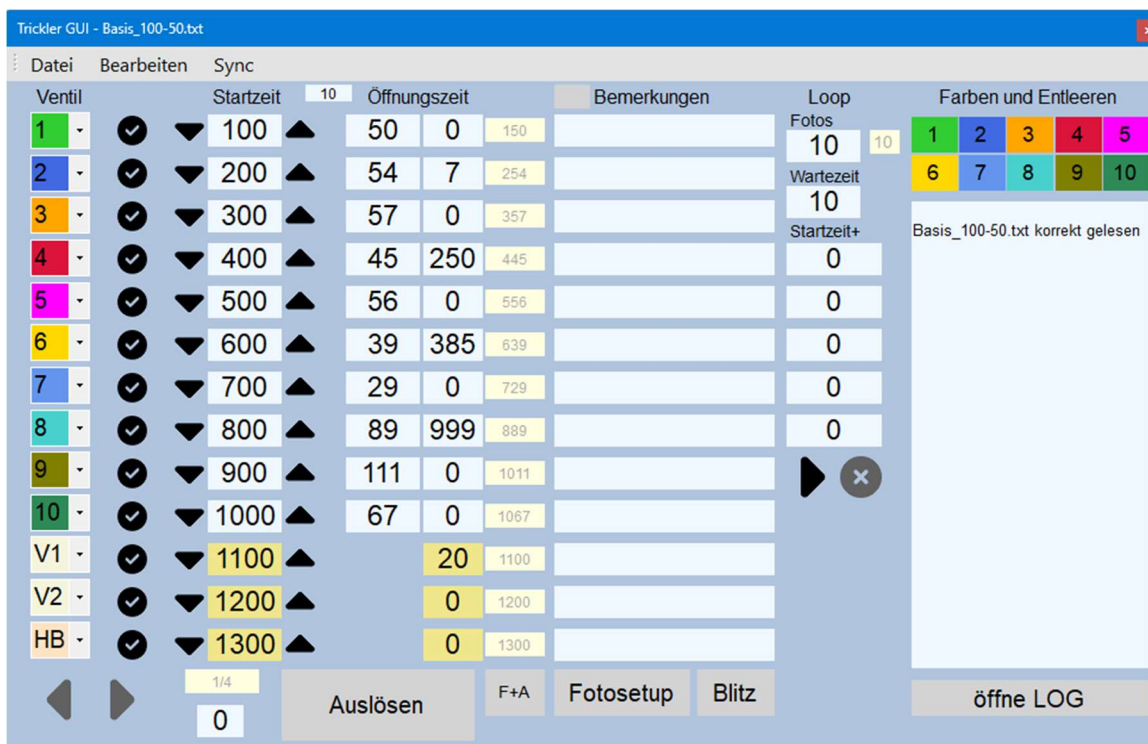 Trickler GUI - Basis_100-50.txt
Datei Bearbeiten Sync
Ventil Startzeit 10 Öffnungszeit Bemerkungen Loop Farben und Entleeren
1 100 50 0 150
Fotos
10 10
1 2 3 4 5
2 200 54 7 254
Wartezeit
10
6 7 8 9 10
3 300 57 0 357
Startzeit+
Basis_100-50.txt korrekt gelesen
4 400 45 250 445 0
5 500 56 0 556 0
6 600 39 385 639 0
7 700 29 0 729 0
8 800 89 999 889 0
9 900 111 0 1011
10 1000 67 0 1067
V1 1100 20 1100
V2 1200 0 1200
HB 1300 0 1300
1/4
0
Auslösen F+A Fotosetup Blitz öffne LOG